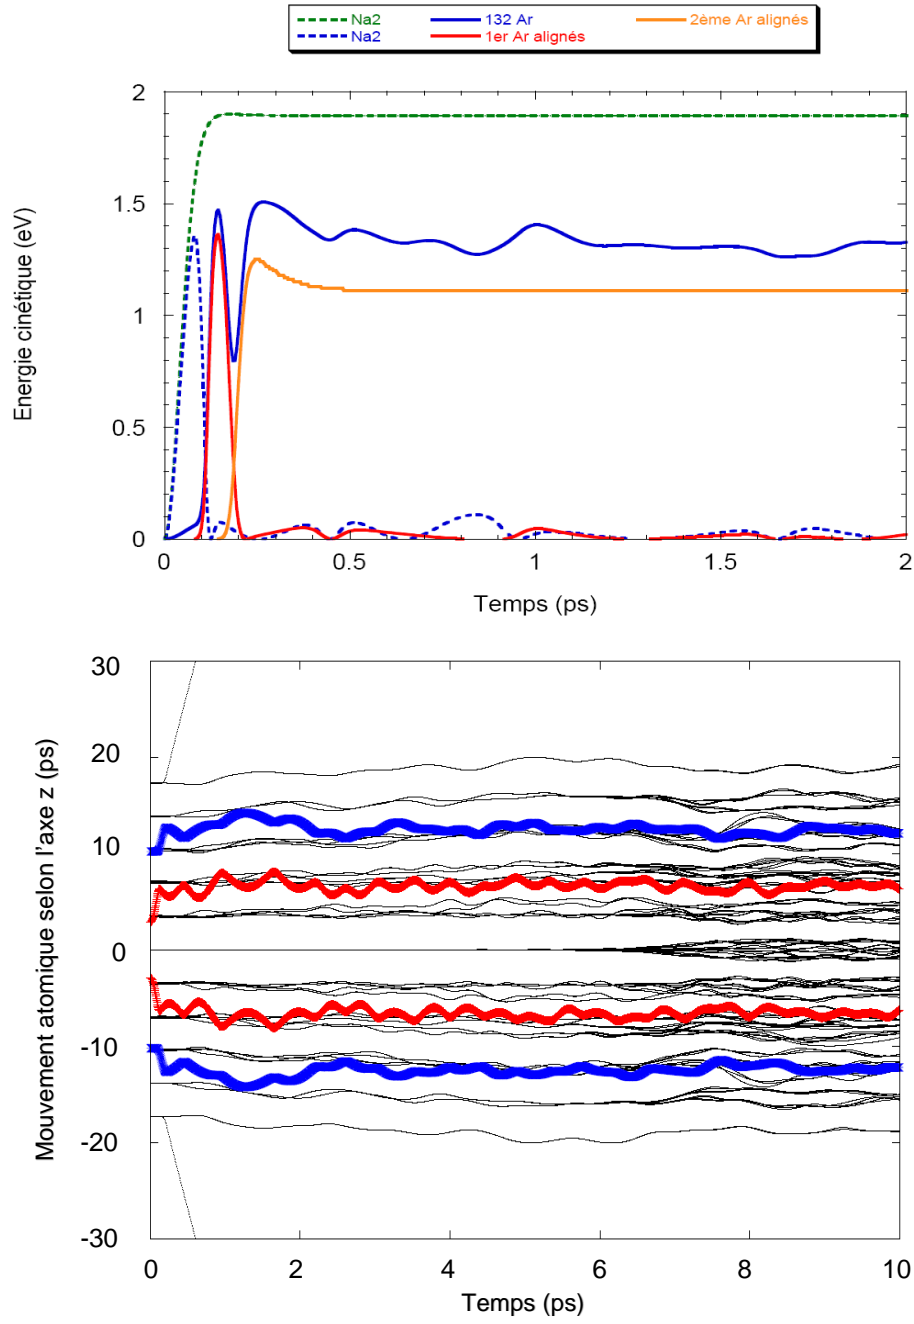 Na2 132 Ar 2ème Ar alignés
Na2 1er Ar alignés
2
1.5
1
0.5
0
Energie cinétique (eV)
0 0.5 1 1.5 2
Temps (ps)
30
20
10
0
-10
-20
-30
Mouvement atomique selon l'axe z (ps)
0 2 4 6 8 10
Temps (ps)